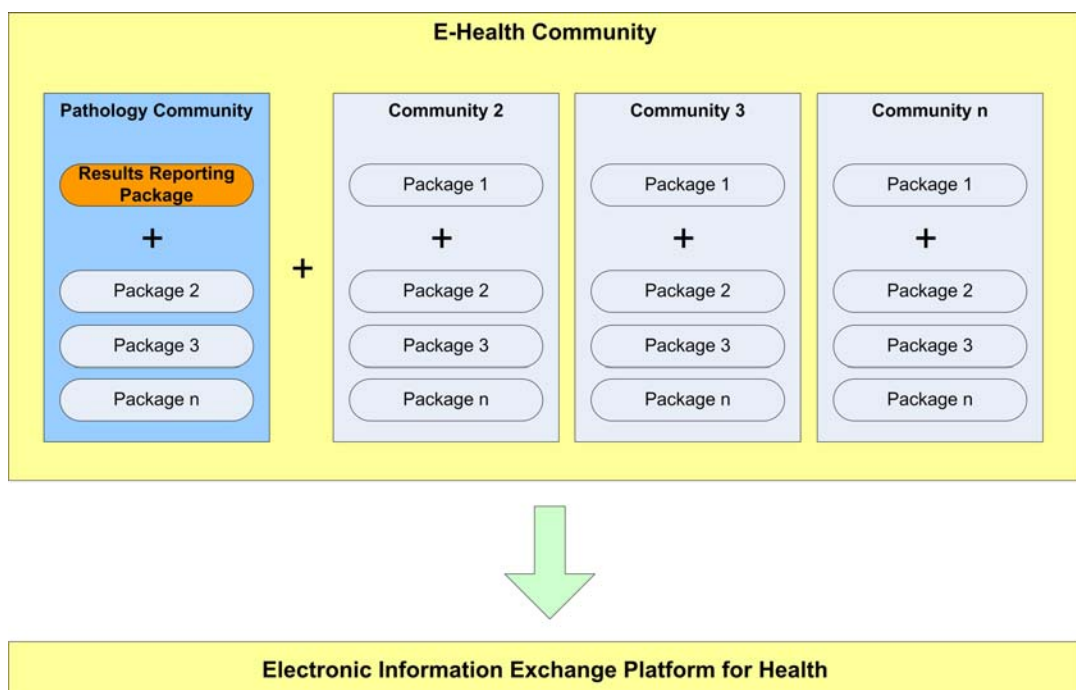 E-Health Community
Pathology Community
Results Reporting
Package
+
Package 2
Package 3
Package n
+
Community 2
Package 1
+
Package 2
Package 3
Package n
Community 3
Package 1
+
Package 2
Package 3
Package n
Community n
Package 1
+
Package 2
Package 3
Package n
Electronic Information Exchange Platform for Health